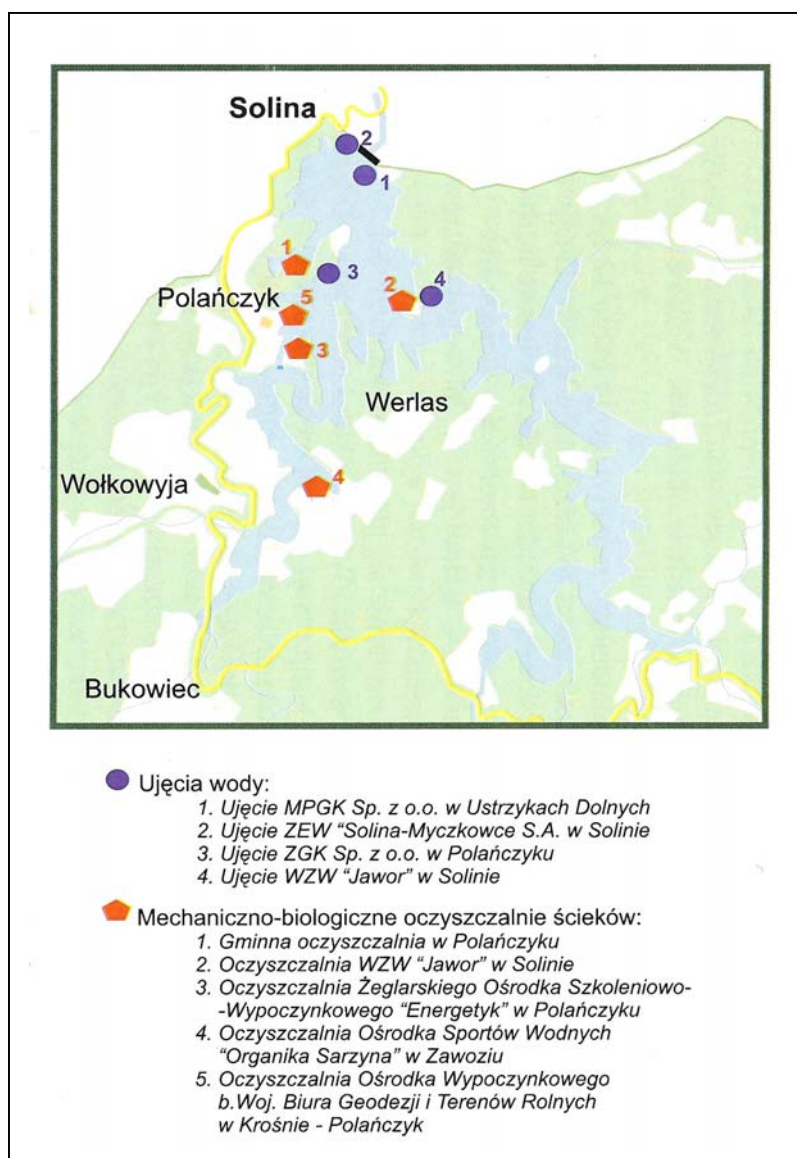 Solina
2
1
1
3
2
4
Polańczyk
5
3
Werlas
Wołkowyja
4
Bukowiec
Ujęcia wody:
1. Ujęcie MPGK Sp. z o.o. w Ustrzykach Dolnych
2. Ujęcie ZEW “Solina-Myczkowce S.A. w Solinie
3. Ujęcie ZGK Sp. z o.o. w Polańczyku
4. Ujęcie WZW “Jawor” w Solinie
Mechaniczno-biologiczne oczyszczalnie ścieków:
1. Gminna oczyszczalnia w Polańczyku
2. Oczyszczalnia WZW “Jawor” w Solinie
3. Oczyszczalnia Żeglarskiego Ośrodka Szkoleniowo-
-Wypoczynkowego “Energetyk” w Polańczyku
4. Oczyszczalnia Ośrodka Sportów Wodnych
“Organika Sarzyna” w Zawoziu
5. Oczyszczalnia Ośrodka Wypoczynkowego
b.Woj. Biura Geodezji i Terenów Rolnych
w Krośnie - Polańczyk